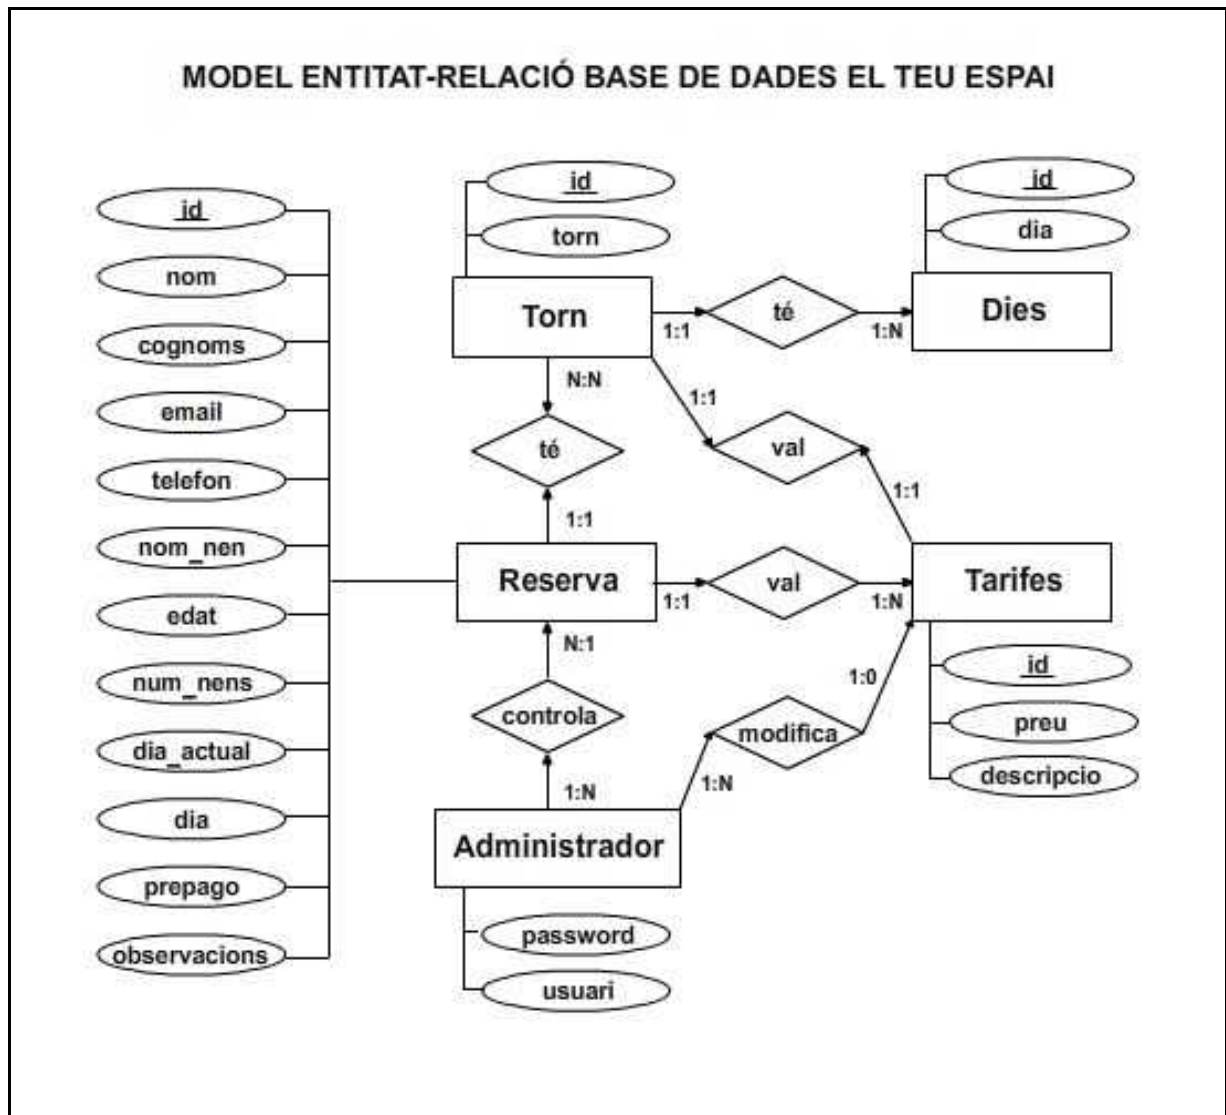 MODEL ENTITAT-RELACIÓ BASE DE DADES EL TEU ESPAI
id
nom
cognoms
email
telefon
nom_nen
edat
num_nens
dia_actual
dia
prepago
observacions
id
torn
Torn
1:1
té
1:N
id
dia
Dies
N:N
té
1:1
1:1
val
1:1
Reserva
1:1
val
1:N
Tarifes
id
preu
descripcio
N:1
controla
1:N
1:0
modifica
1:N
Administrador
password
usuari